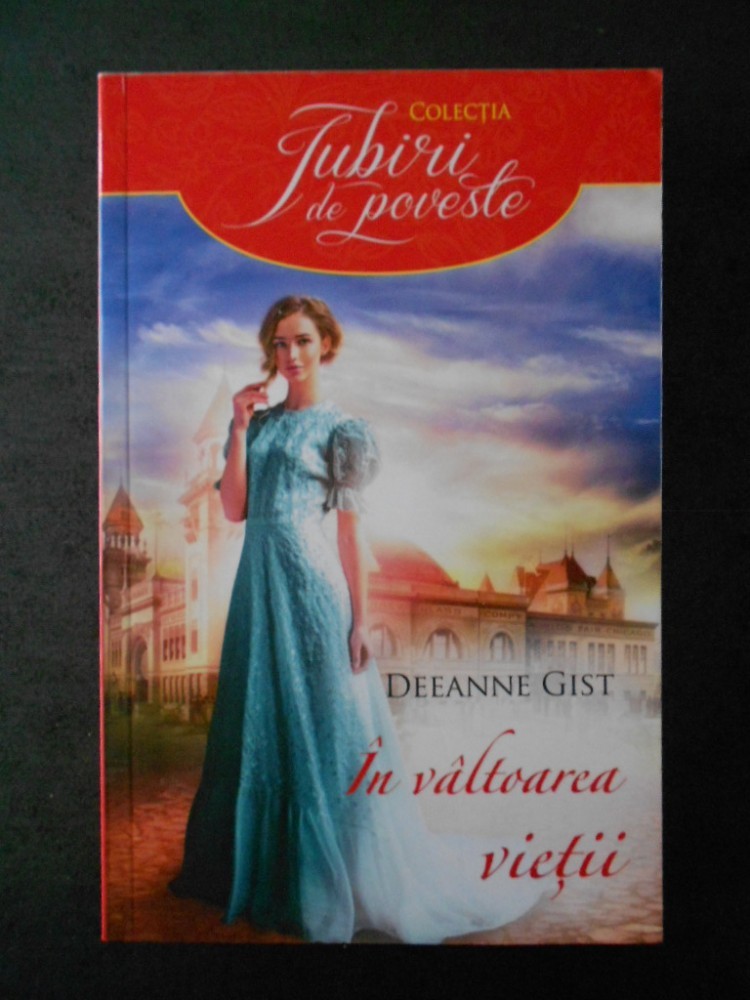 COLECȚIA
Iubiri
de poveste
DEEANNE GIST
În vâltoarea
vieții